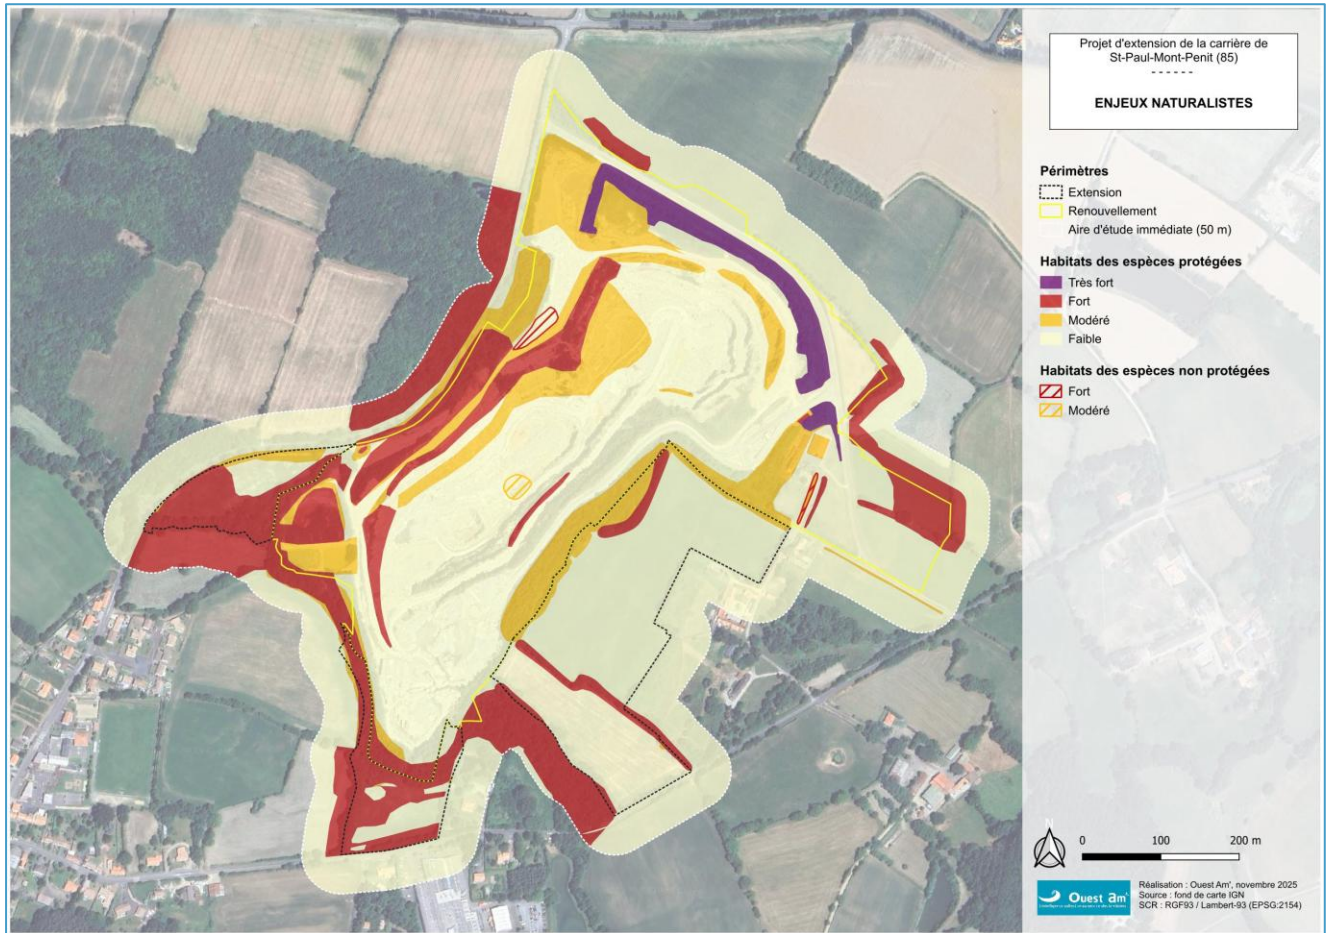 Projet d'extension de la carrière de
St-Paul-Mont-Penit (85)
- - - - - -
ENJEUX NATURALISTES
Périmètres
Extension
Renouvellement
Aire d'étude immédiate (50 m)
Habitats des espèces protégées
Très fort
Fort
Modéré
Faible
Habitats des espèces non protégées
Fort
Modéré
N
0 100 200 m
Ouest am'
Réalisation : Ouest Am', novembre 2025
Source : fond de carte IGN
SCR : RGF93 / Lambert-93 (EPSG:2154)